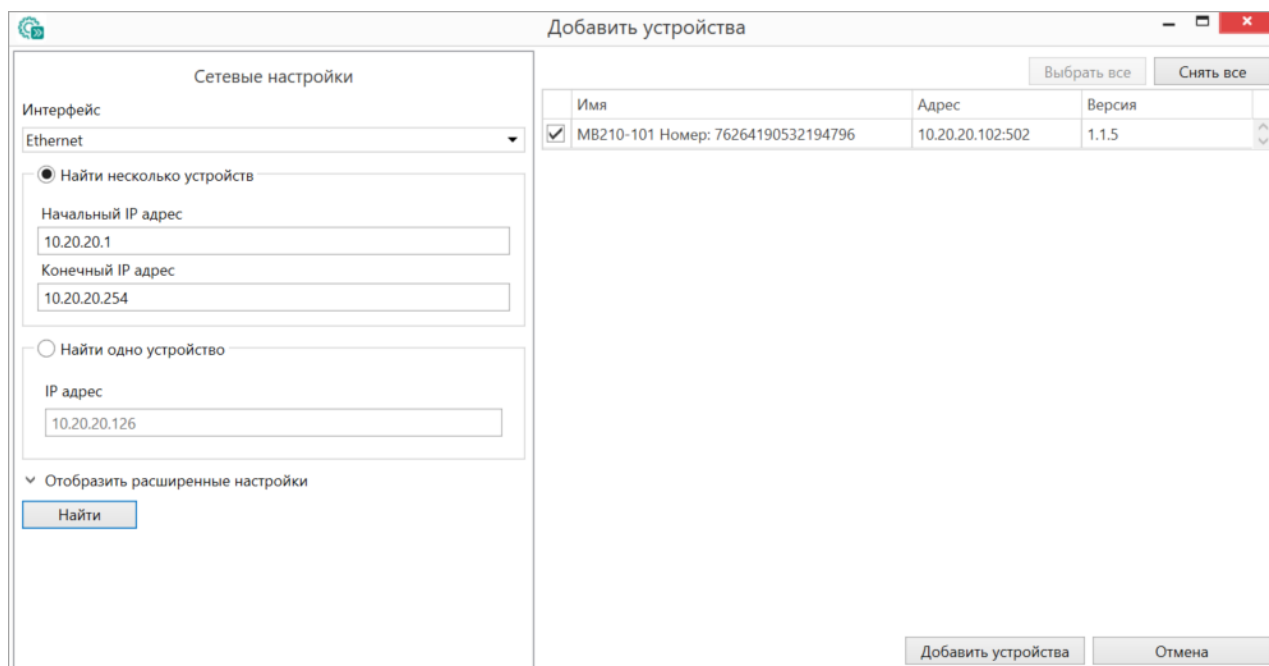 Добавить устройства
Сетевые настройки
Интерфейс
Ethernet
Найти несколько устройств
Начальный IP адрес
10.20.20.1
Конечный IP адрес
10.20.20.254
Найти одно устройство
IP адрес
10.20.20.126
Отобразить расширенные настройки
Найти
Выбрать все Снять все
Имя Адрес Версия
МВ210-101 Номер: 76264190532194796 10.20.20.102:502 1.1.5
Добавить устройства Отмена